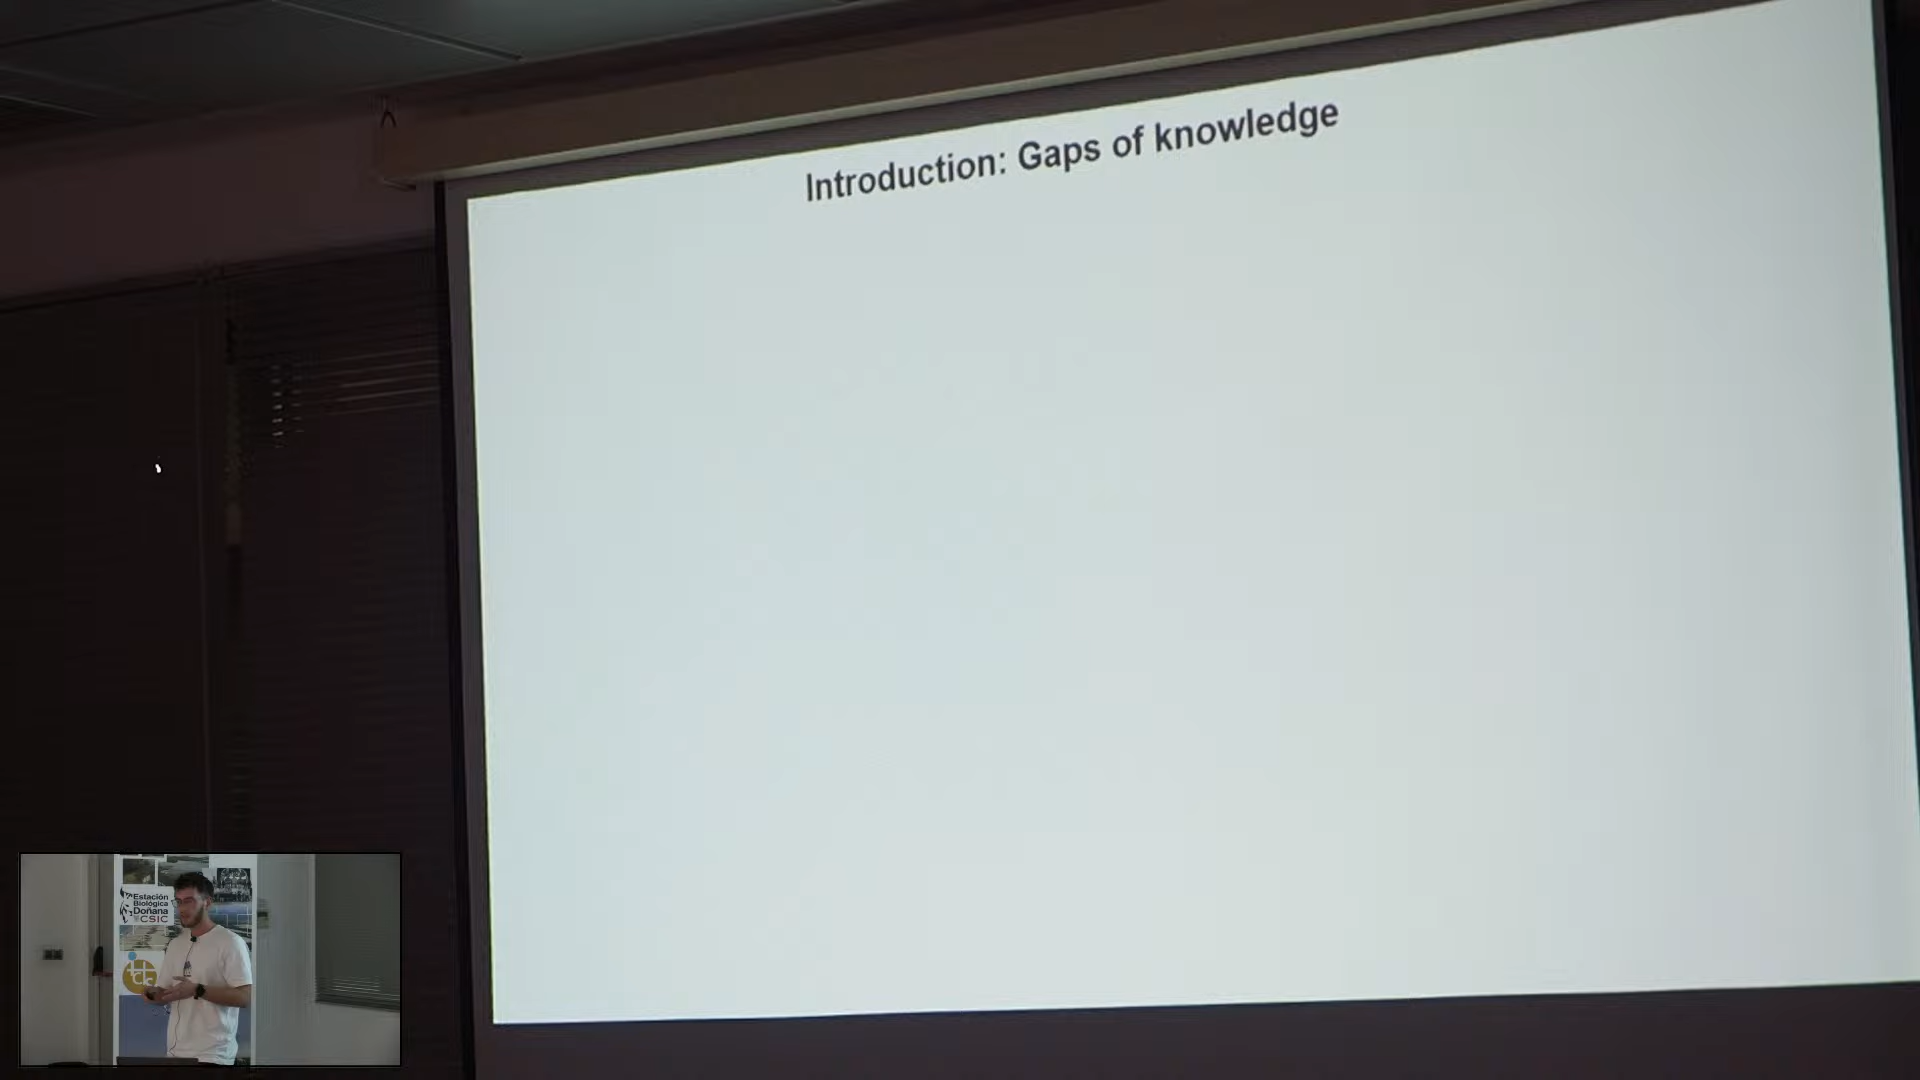 Introduction: Gaps of knowledge
Estación
Biológica
Doñana
CSIC